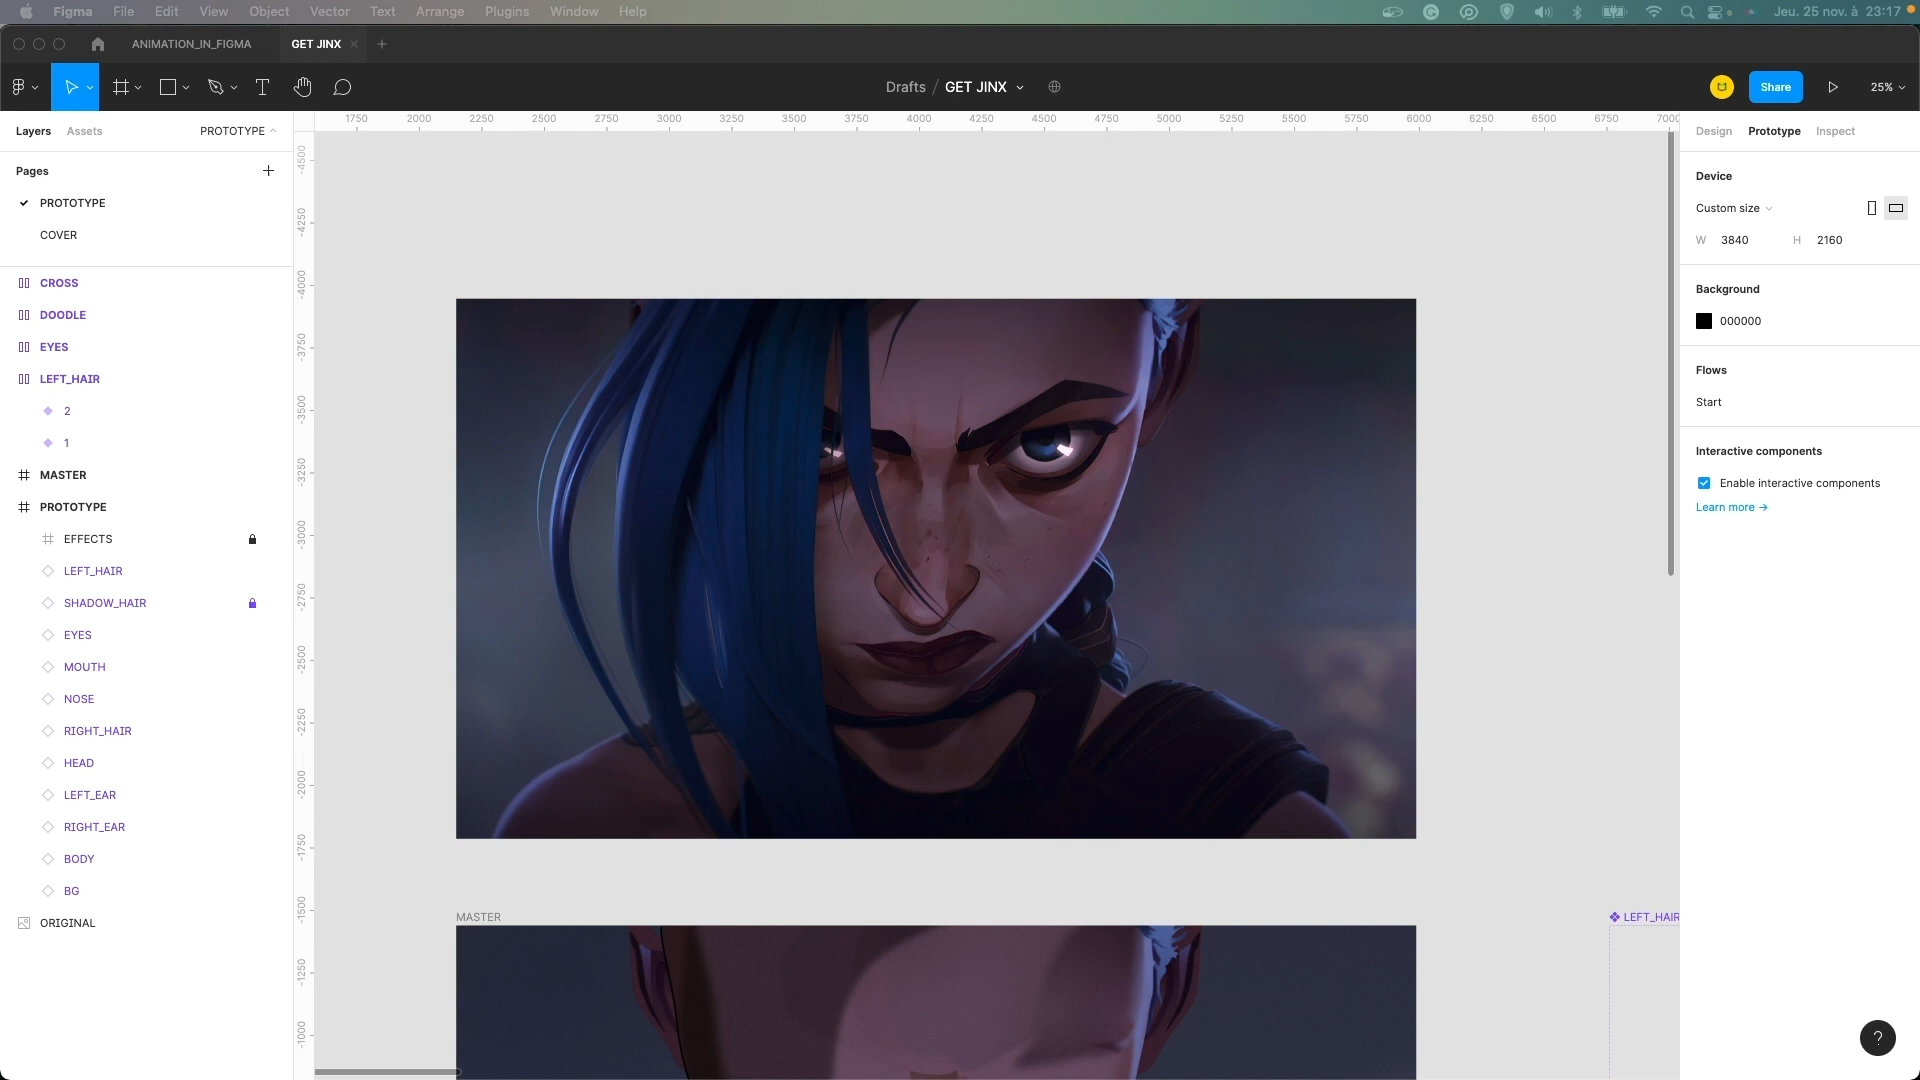 Figma File Edit View Object Vector Text Arrange Plugins Window Help Jeu. 25 nov. à 23:17
ANIMATION_IN_FIGMA GET JINX
Drafts / GET JINX Share 25%
Layers Assets PROTOTYPE
Pages
PROTOTYPE
COVER
CROSS
DOODLE
EYES
LEFT_HAIR
2
1
MASTER
PROTOTYPE
EFFECTS
LEFT_HAIR
SHADOW_HAIR
EYES
MOUTH
NOSE
RIGHT_HAIR
HEAD
LEFT_EAR
RIGHT_EAR
BODY
BG
ORIGINAL
1750 2000 2250 2500 2750 3000 3250 3500 3750 4000 4250 4500 4750 5000 5250 5500 5750 6000 6250 6500 6750 7000
-4500
-4250
-4000
-3750
-3500
-3250
-3000
-2750
-2500
-2250
-2000
-1750
-1500
-1250
-1000
MASTER
LEFT_HAIR
Design Prototype Inspect
Device
Custom size
W 3840 H 2160
Background
000000
Flows
Start
Interactive components
Enable interactive components
Learn more →
?